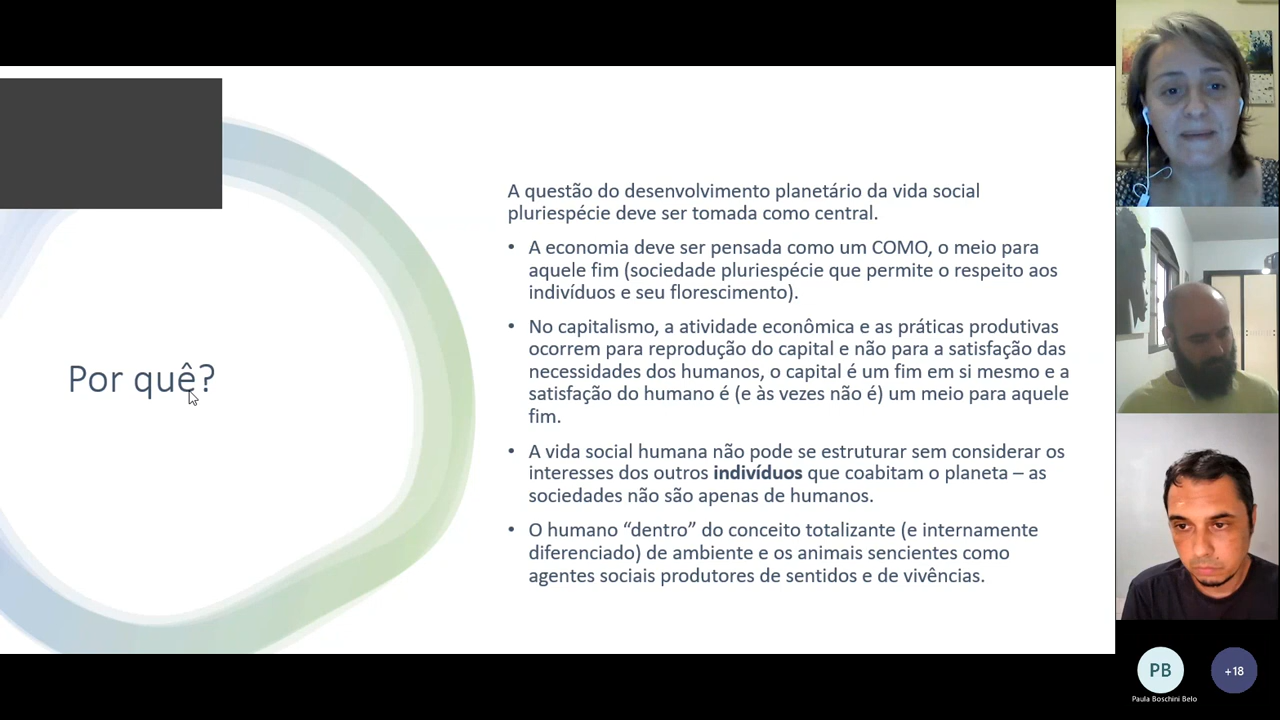 Por quê?
A questão do desenvolvimento planetário da vida social
pluriespécie deve ser tomada como central.
• A economia deve ser pensada como um COMO, o meio para
aquele fim (sociedade pluriespécie que permite o respeito aos
indivíduos e seu florescimento).
• No capitalismo, a atividade econômica e as práticas produtivas
ocorrem para reprodução do capital e não para a satisfação das
necessidades dos humanos, o capital é um fim em si mesmo e a
satisfação do humano é (e às vezes não é) um meio para aquele
fim.
• A vida social humana não pode se estruturar sem considerar os
interesses dos outros indivíduos que coabitam o planeta – as
sociedades não são apenas de humanos.
• O humano “dentro” do conceito totalizante (e internamente
diferenciado) de ambiente e os animais sencientes como
agentes sociais produtores de sentidos e de vivências.
PB
+18
Paula Boschini Belo